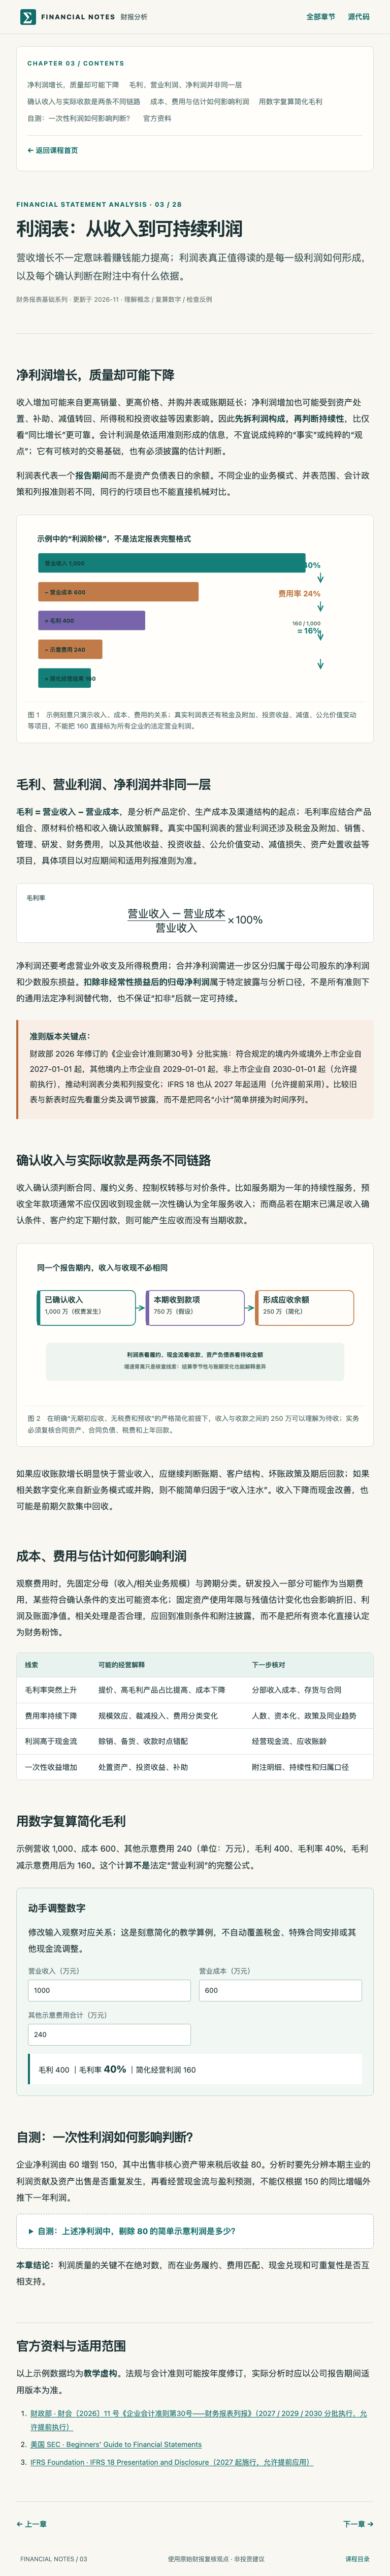 FINANCIAL NOTES 财报分析
全部章节 源代码
CHAPTER 03 / CONTENTS
净利润增长，质量却可能下降 毛利、营业利润、净利润并非同一层
确认收入与实际收款是两条不同链路 成本、费用与估计如何影响利润 用数字复算简化毛利
自测：一次性利润如何影响判断？ 官方资料
← 返回课程首页
FINANCIAL STATEMENT ANALYSIS · 03 / 28
利润表：从收入到可持续利润
营收增长不一定意味着赚钱能力提高；利润表真正值得读的是每一级利润如何形成，
以及每个确认判断在附注中有什么依据。
财务报表基础系列 · 更新于 2026-11 · 理解概念 / 复算数字 / 检查反例
净利润增长，质量却可能下降
收入增加可能来自更高销量、更高价格、并购并表或账期延长；净利润增加也可能受到资产处
置、补助、减值转回、所得税和投资收益等因素影响。因此先拆利润构成，再判断持续性，比仅
看“同比增长”更可靠。会计利润是依适用准则形成的信息，不宜说成纯粹的“事实”或纯粹的“观
点”；它有可核对的交易基础，也有必须披露的估计判断。
利润表代表一个报告期间而不是资产负债表日的余额。不同企业的业务模式、并表范围、会计政
策和列报准则若不同，同行的行项目也不能直接机械对比。
示例中的“利润阶梯”，不是法定报表完整格式
营业收入 1,000
− 营业成本 600
费用率 24%
= 毛利 400
160 / 1,000
= 16%
− 示意费用 240
= 简化经营结果 160
图 1 示例刻意只演示收入、成本、费用的关系；真实利润表还有税金及附加、投资收益、减值、公允价值变动
等项目，不能把 160 直接标为所有企业的法定营业利润。
毛利、营业利润、净利润并非同一层
毛利 = 营业收入 − 营业成本，是分析产品定价、生产成本及渠道结构的起点；毛利率应结合产品
组合、原材料价格和收入确认政策解释。真实中国利润表的营业利润还涉及税金及附加、销售、
管理、研发、财务费用，以及其他收益、投资收益、公允价值变动、减值损失、资产处置收益等
项目，具体项目以对应期间和适用列报准则为准。
毛利率
营业收入 − 营业成本
营业收入
× 100%
净利润还要考虑营业外收支及所得税费用；合并净利润需进一步区分归属于母公司股东的净利润
和少数股东损益。扣除非经常性损益后的归母净利润属于特定披露与分析口径，不是所有准则下
的通用法定净利润替代物，也不保证“扣非”后就一定可持续。
准则版本关键点：
财政部 2026 年修订的《企业会计准则第30号》分批实施：符合规定的境内外或境外上市企业自
2027-01-01 起，其他境内上市企业自 2029-01-01 起，非上市企业自 2030-01-01 起（允许提
前执行），推动利润表分类和列报变化；IFRS 18 也从 2027 年起适用（允许提前采用）。比较旧
表与新表时应先看重分类及调节披露，而不是把同名“小计”简单拼接为时间序列。
确认收入与实际收款是两条不同链路
收入确认须判断合同、履约义务、控制权转移与对价条件。比如服务期为一年的持续性服务，预
收全年款项通常不应仅因收到现金就一次性确认为全年服务收入；而商品若在期末已满足收入确
认条件、客户约定下期付款，则可能产生应收而没有当期收款。
同一个报告期内，收入与收现不必相同
已确认收入
1,000 万（权责发生）
本期收到款项
750 万（假设）
形成应收余额
250 万（简化）
利润表看履约，现金流看收款，资产负债表看待收金额
增速背离只是核查线索：结算季节性与账期变化也能解释差异
图 2 在明确“无期初应收、无税费和预收”的严格简化前提下，收入与收款之间的 250 万可以理解为待收；实务
必须复核合同资产、合同负债、税费和上年回款。
如果应收账款增长明显快于营业收入，应继续判断账期、客户结构、坏账政策及期后回款；如果
相关数字变化来自新业务模式或并购，则不能简单归因于“收入注水”。收入下降而现金改善，也
可能是前期欠款集中回收。
成本、费用与估计如何影响利润
观察费用时，先固定分母（收入/相关业务规模）与跨期分类。研发投入一部分可能作为当期费
用，某些符合确认条件的支出可能资本化；固定资产使用年限与残值估计变化也会影响折旧、利
润及账面净值。相关处理是否合理，应回到准则条件和附注披露，而不是把所有资本化直接认定
为财务粉饰。
线索 可能的经营解释 下一步核对
毛利率突然上升 提价、高毛利产品占比提高、成本下降 分部收入成本、存货与合同
费用率持续下降 规模效应、裁减投入、费用分类变化 人数、资本化、政策及同业趋势
利润高于现金流 赊销、备货、收款时点错配 经营现金流、应收账龄
一次性收益增加 处置资产、投资收益、补助 附注明细、持续性和归属口径
用数字复算简化毛利
示例营收 1,000、成本 600、其他示意费用 240（单位：万元），毛利 400、毛利率 40%，毛利
减示意费用后为 160。这个计算不是法定“营业利润”的完整公式。
动手调整数字
修改输入观察对应关系；这是刻意简化的教学算例，不自动覆盖税金、特殊合同安排或其
他现金流调整。
营业收入（万元） 营业成本（万元）
1000 600
其他示意费用合计（万元）
240
毛利 400 ｜毛利率 40% ｜简化经营利润 160
自测：一次性利润如何影响判断？
企业净利润由 60 增到 150，其中出售非核心资产带来税后收益 80。分析时要先分辨本期主业的
利润贡献及资产出售是否重复发生，再看经营现金流与盈利预测，不能仅根据 150 的同比增幅外
推下一年利润。
▶ 自测：上述净利润中，剔除 80 的简单示意利润是多少？
本章结论：利润质量的关键不在绝对数，而在业务履约、费用匹配、现金兑现和可重复性是否互
相支持。
官方资料与适用范围
以上示例数据均为教学虚构。法规与会计准则可能按年度修订，实际分析时应以公司报告期间适
用版本为准。
1. 财政部 · 财会〔2026〕11 号《企业会计准则第30号——财务报表列报》（2027 / 2029 / 2030 分批执行，允
许提前执行）
2. 美国 SEC · Beginners' Guide to Financial Statements
3. IFRS Foundation · IFRS 18 Presentation and Disclosure（2027 起施行，允许提前应用）
← 上一章 下一章 →
FINANCIAL NOTES / 03 使用原始财报复核观点 · 非投资建议 课程目录